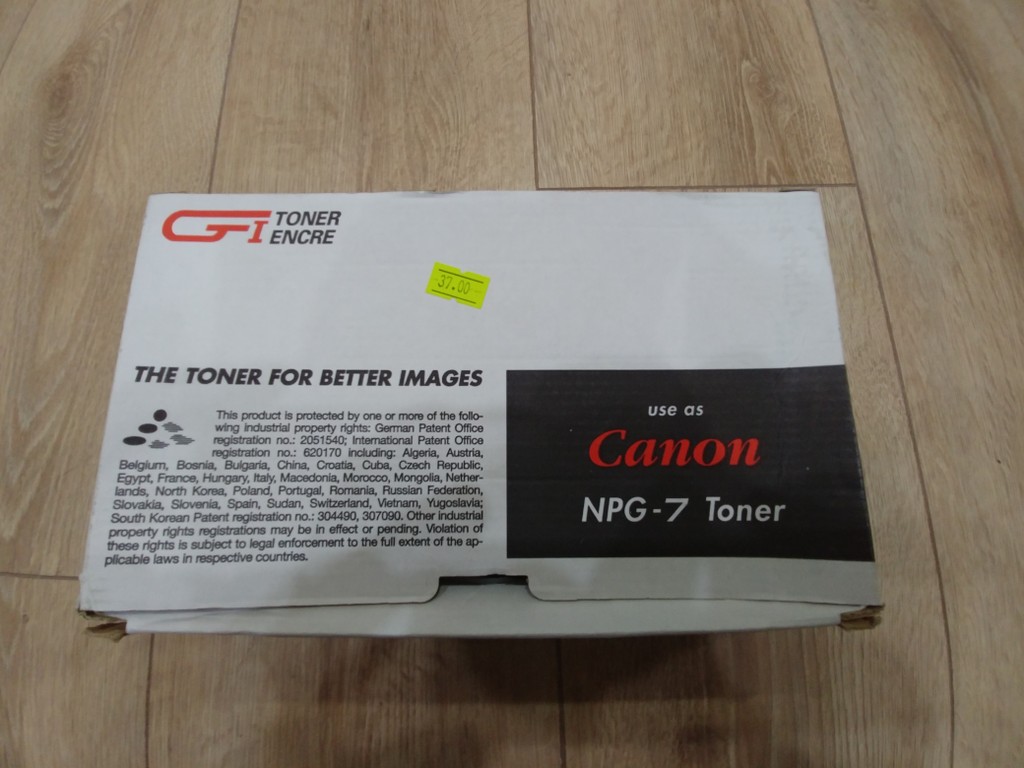 GFI TONER
ENCRE
37.00
THE TONER FOR BETTER IMAGES
This product is protected by one or more of the follo-
wing industrial property rights: German Patent Office
registration no.: 2051540; International Patent Office
registration no.: 620170 including: Algeria, Austria,
Belgium, Bosnia, Bulgaria, China, Croatia, Cuba, Czech Republic,
Egypt, France, Hungary, Italy, Macedonia, Morocco, Mongolia, Nether-
lands, North Korea, Poland, Portugal, Romania, Russian Federation,
Slovakia, Slovenia, Spain, Sudan, Switzerland, Vietnam, Yugoslavia;
South Korean Patent registration no.: 304490, 307090. Other industrial
property rights registrations may be in effect or pending. Violation of
these rights is subject to legal enforcement to the full extent of the ap-
plicable laws in respective countries.
use as
Canon
NPG-7 Toner